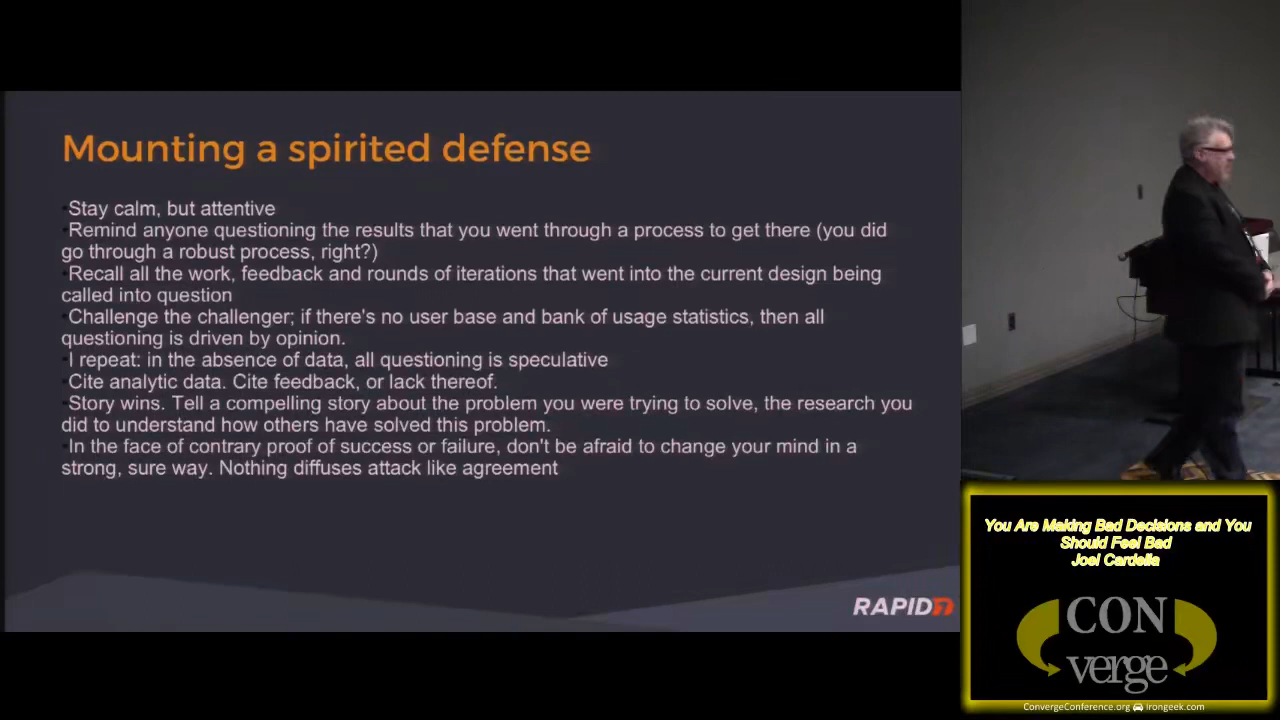 Mounting a spirited defense
•Stay calm, but attentive
•Remind anyone questioning the results that you went through a process to get there (you did
go through a robust process, right?)
•Recall all the work, feedback and rounds of iterations that went into the current design being
called into question
•Challenge the challenger; if there's no user base and bank of usage statistics, then all
questioning is driven by opinion.
•I repeat: in the absence of data, all questioning is speculative
•Cite analytic data. Cite feedback, or lack thereof.
•Story wins. Tell a compelling story about the problem you were trying to solve, the research you
did to understand how others have solved this problem.
•In the face of contrary proof of success or failure, don't be afraid to change your mind in a
strong, sure way. Nothing diffuses attack like agreement
RAPID7
You Are Making Bad Decisions and You
Should Feel Bad
Joel Cardella
CON
verge
ConvergeConference.org Irongeek.com